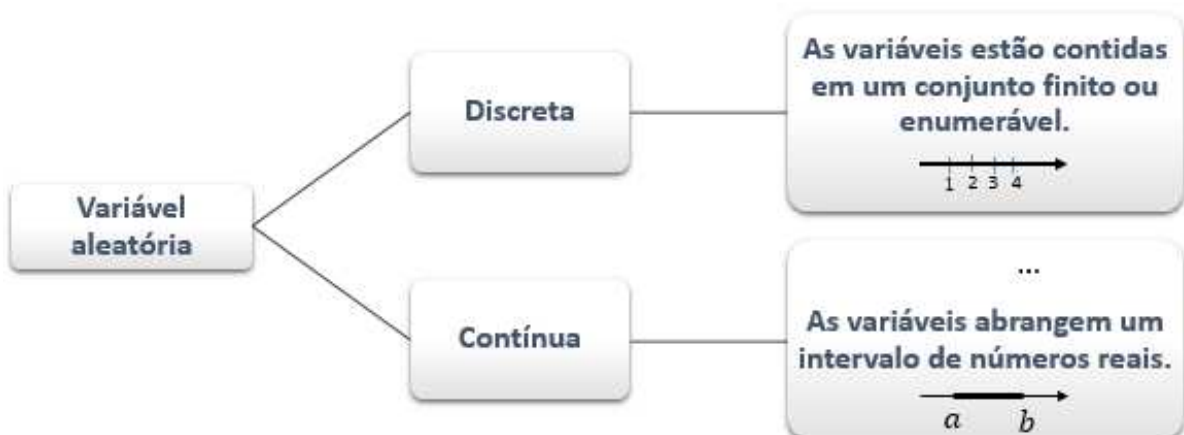 Variável
aleatória
Discreta
As variáveis estão contidas
em um conjunto finito ou
enumerável.
1 2 3 4
Contínua
...
As variáveis abrangem um
intervalo de números reais.
a b